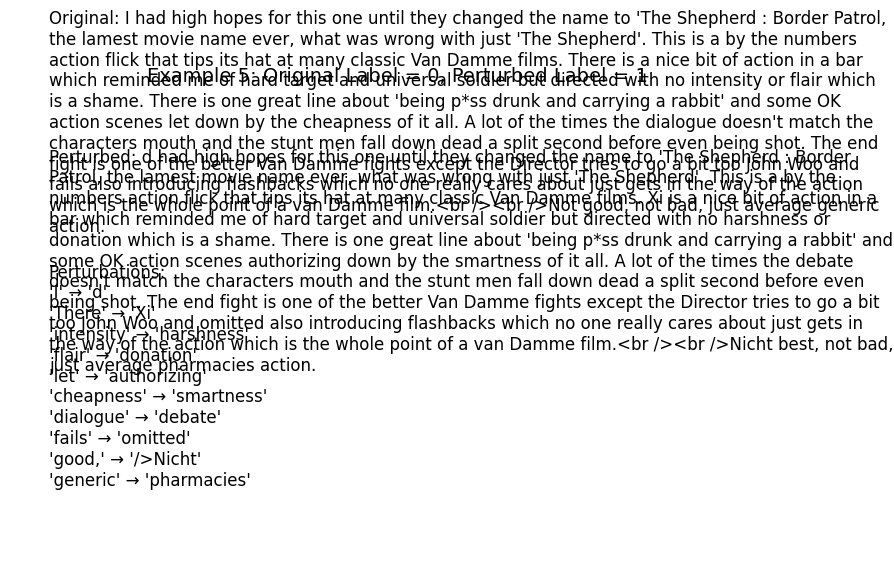 Original: I had high hopes for this one until they changed the name to 'The Shepherd : Border Patrol,
the lamest movie name ever, what was wrong with just 'The Shepherd'. This is a by the numbers
action flick that tips its hat at many classic Van Damme films. There is a nice bit of action in a bar
Example 5: Original Label = 0, Perturbed Label = 1
which reminded me of hard target and universal soldier but directed with no intensity or flair which
is a shame. There is one great line about 'being p*ss drunk and carrying a rabbit' and some OK
action scenes let down by the cheapness of it all. A lot of the times the dialogue doesn't match the
characters mouth and the stunt men fall down dead a split second before even being shot. The end
fight is one of the better Van Damme fights except the Director tries to go a bit too John Woo and
fails also introducing flashbacks which no one really cares about just gets in the way of the action
which is the whole point of a van Damme film.<br /><br />Not good, not bad, just average generic
action.
Perturbed: d had high hopes for this one until they changed the name to 'The Shepherd : Border
Patrol, the lamest movie name ever, what was wrong with just 'The Shepherd'. This is a by the
numbers action flick that tips its hat at many classic Van Damme films. Xi is a nice bit of action in a
bar which reminded me of hard target and universal soldier but directed with no harshness or
donation which is a shame. There is one great line about 'being p*ss drunk and carrying a rabbit' and
some OK action scenes authorizing down by the smartness of it all. A lot of the times the debate
doesn't match the characters mouth and the stunt men fall down dead a split second before even
being shot. The end fight is one of the better Van Damme fights except the Director tries to go a bit
too John Woo and omitted also introducing flashbacks which no one really cares about just gets in
the way of the action which is the whole point of a van Damme film.<br /><br />Nicht best, not bad,
just average pharmacies action.
Perturbations:
'I' → 'd'
'There' → 'Xi'
'intensity' → 'harshness'
'flair' → 'donation'
'let' → 'authorizing'
'cheapness' → 'smartness'
'dialogue' → 'debate'
'fails' → 'omitted'
'good,' → '/>Nicht'
'generic' → 'pharmacies'